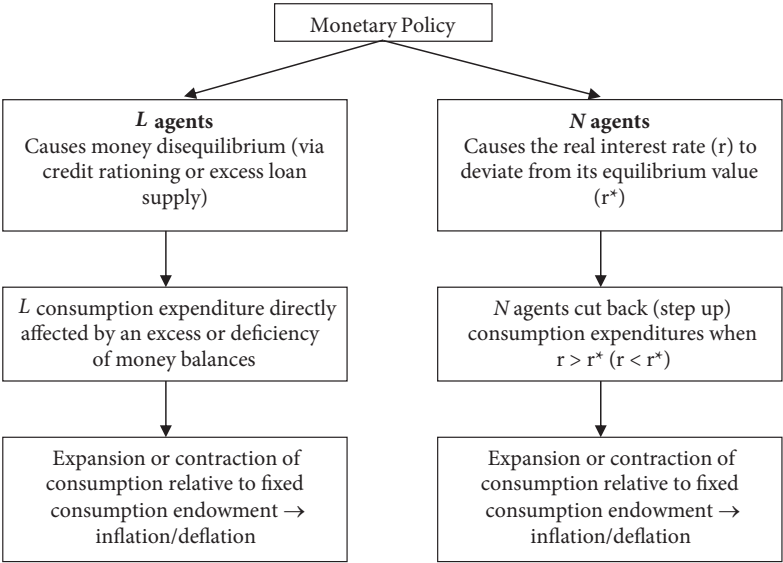 Monetary Policy
L agents
Causes money disequilibrium (via
credit rationing or excess loan
supply)
N agents
Causes the real interest rate (r) to
deviate from its equilibrium value
(r*)
L consumption expenditure directly
affected by an excess or deficiency
of money balances
N agents cut back (step up)
consumption expenditures when
r > r* (r < r*)
Expansion or contraction of
consumption relative to fixed
consumption endowment →
inflation/deflation
Expansion or contraction of
consumption relative to fixed
consumption endowment →
inflation/deflation